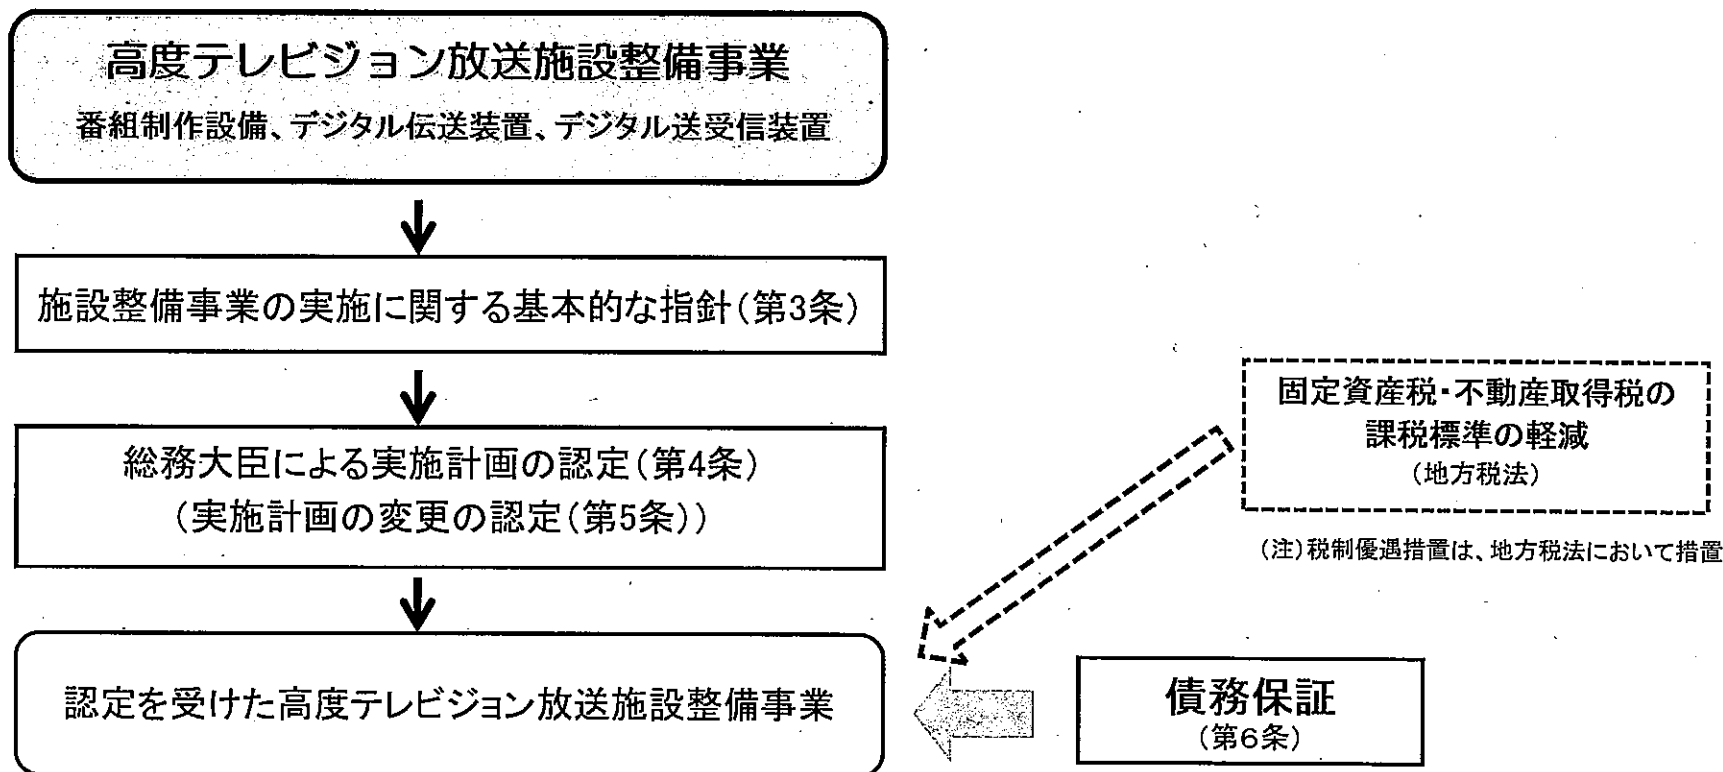 高度テレビジョン放送施設整備事業
番組制作設備、デジタル伝送装置、デジタル送受信装置
施設整備事業の実施に関する基本的な指針(第3条)
総務大臣による実施計画の認定(第4条)
(実施計画の変更の認定(第5条))
認定を受けた高度テレビジョン放送施設整備事業
固定資産税・不動産取得税の
課税標準の軽減
(地方税法)
(注)税制優遇措置は、地方税法において措置
債務保証
(第6条)